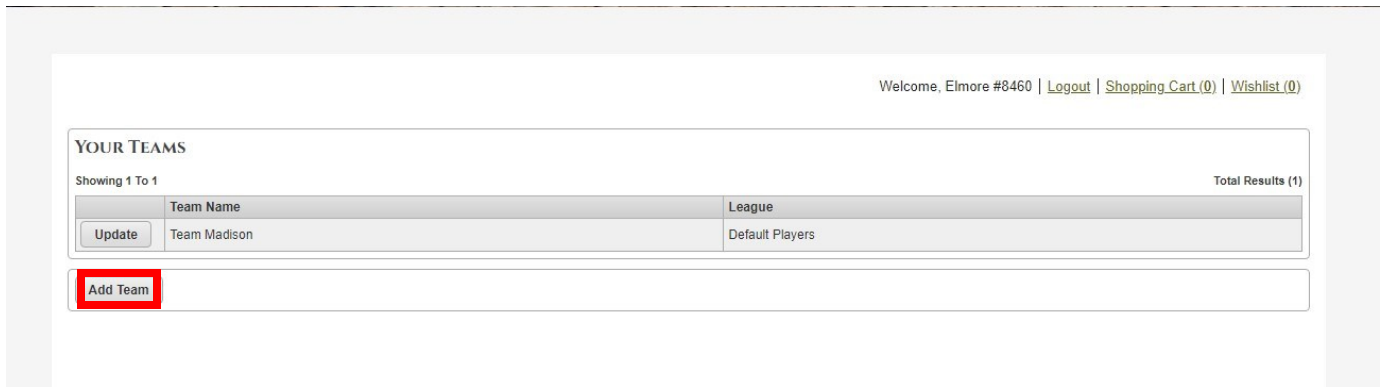 Welcome, Elmore #8460 | Logout | Shopping Cart (0) | Wishlist (0)
YOUR TEAMS
Showing 1 To 1 Total Results (1)
Team Name League
Update Team Madison Default Players
Add Team